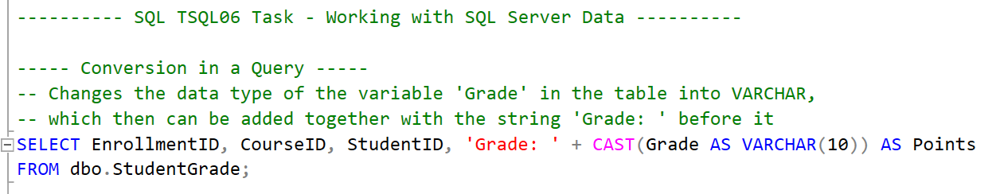 ---------- SQL TSQL06 Task - Working with SQL Server Data ----------
----- Conversion in a Query -----
-- Changes the data type of the variable 'Grade' in the table into VARCHAR,
-- which then can be added together with the string 'Grade: ' before it
SELECT EnrollmentID, CourseID, StudentID, 'Grade: ' + CAST(Grade AS VARCHAR(10)) AS Points
FROM dbo.StudentGrade;